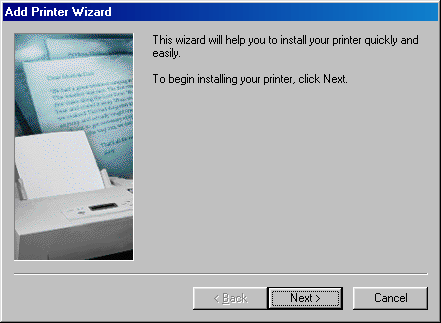 Add Printer Wizard
This wizard will help you to install your printer quickly and
easily.
To begin installing your printer, click Next.
< Back
Next >
Cancel